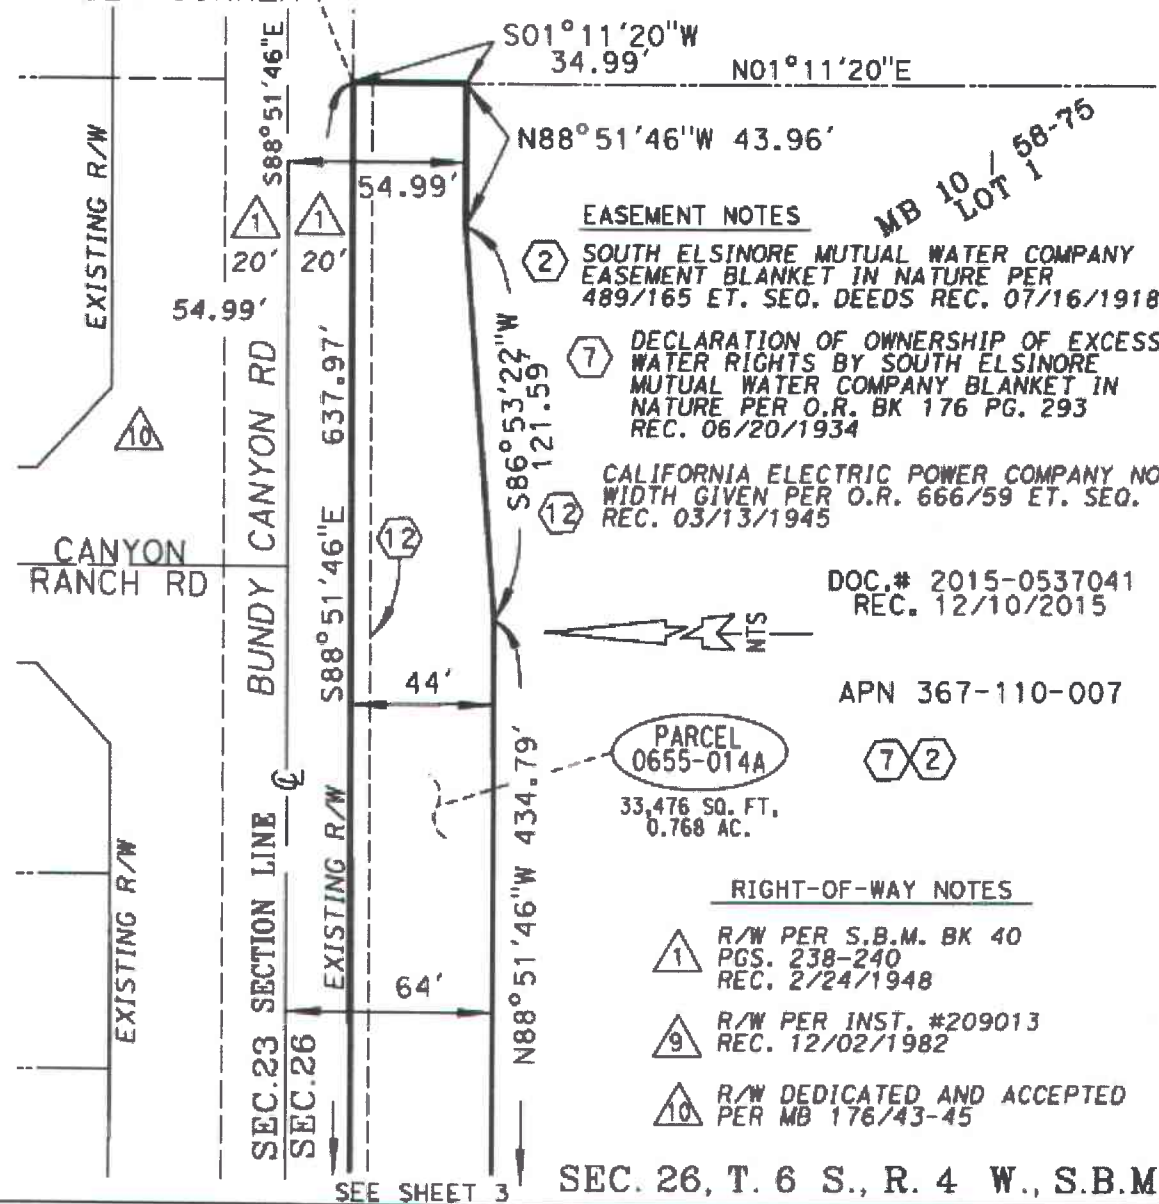 S01°11'20"W
34.99'
N01°11'20"E
S88°51'46"E
EXISTING R/W
N88°51'46"W 43.96'
54.99'
MB 10 / 58-75
LOT 1
1
1
20'
20'
54.99'
EASEMENT NOTES
2
SOUTH ELSINORE MUTUAL WATER COMPANY
EASEMENT BLANKET IN NATURE PER
489/165 ET. SEQ. DEEDS REC. 07/16/1918
7
DECLARATION OF OWNERSHIP OF EXCESS
WATER RIGHTS BY SOUTH ELSINORE
MUTUAL WATER COMPANY BLANKET IN
NATURE PER O.R. BK 176 PG. 293
REC. 06/20/1934
12
CALIFORNIA ELECTRIC POWER COMPANY NO
WIDTH GIVEN PER O.R. 666/59 ET. SEQ.
REC. 03/13/1945
S86°53'22"W
121.59'
10
BUNDY CANYON RD
S88°51'46"E 637.97'
12
CANYON
RANCH RD
DOC.# 2015-0537041
REC. 12/10/2015
NTS
44'
APN 367-110-007
PARCEL
0655-014A
33,476 SQ. FT.
0.768 AC.
7
2
N88°51'46"W 434.79'
EXISTING R/W
EXISTING R/W
SECTION LINE
64'
SEC.23
SEC.26
RIGHT-OF-WAY NOTES
1
R/W PER S.B.M. BK 40
PGS. 238-240
REC. 2/24/1948
9
R/W PER INST. #209013
REC. 12/02/1982
10
R/W DEDICATED AND ACCEPTED
PER MB 176/43-45
SEE SHEET 3
SEC. 26, T. 6 S., R. 4 W., S.B.M